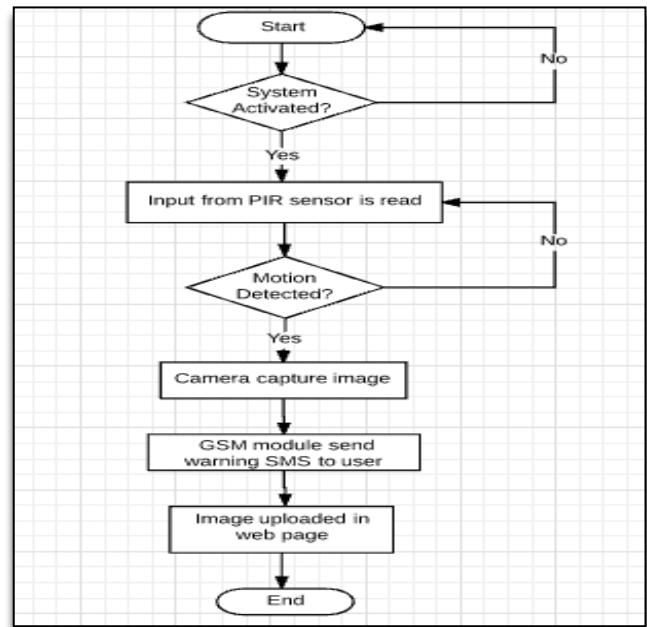 Start
No
System
Activated?
Yes
Input from PIR sensor is read
No
Motion
Detected?
Yes
Camera capture image
GSM module send
warning SMS to user
Image uploaded in
web page
End